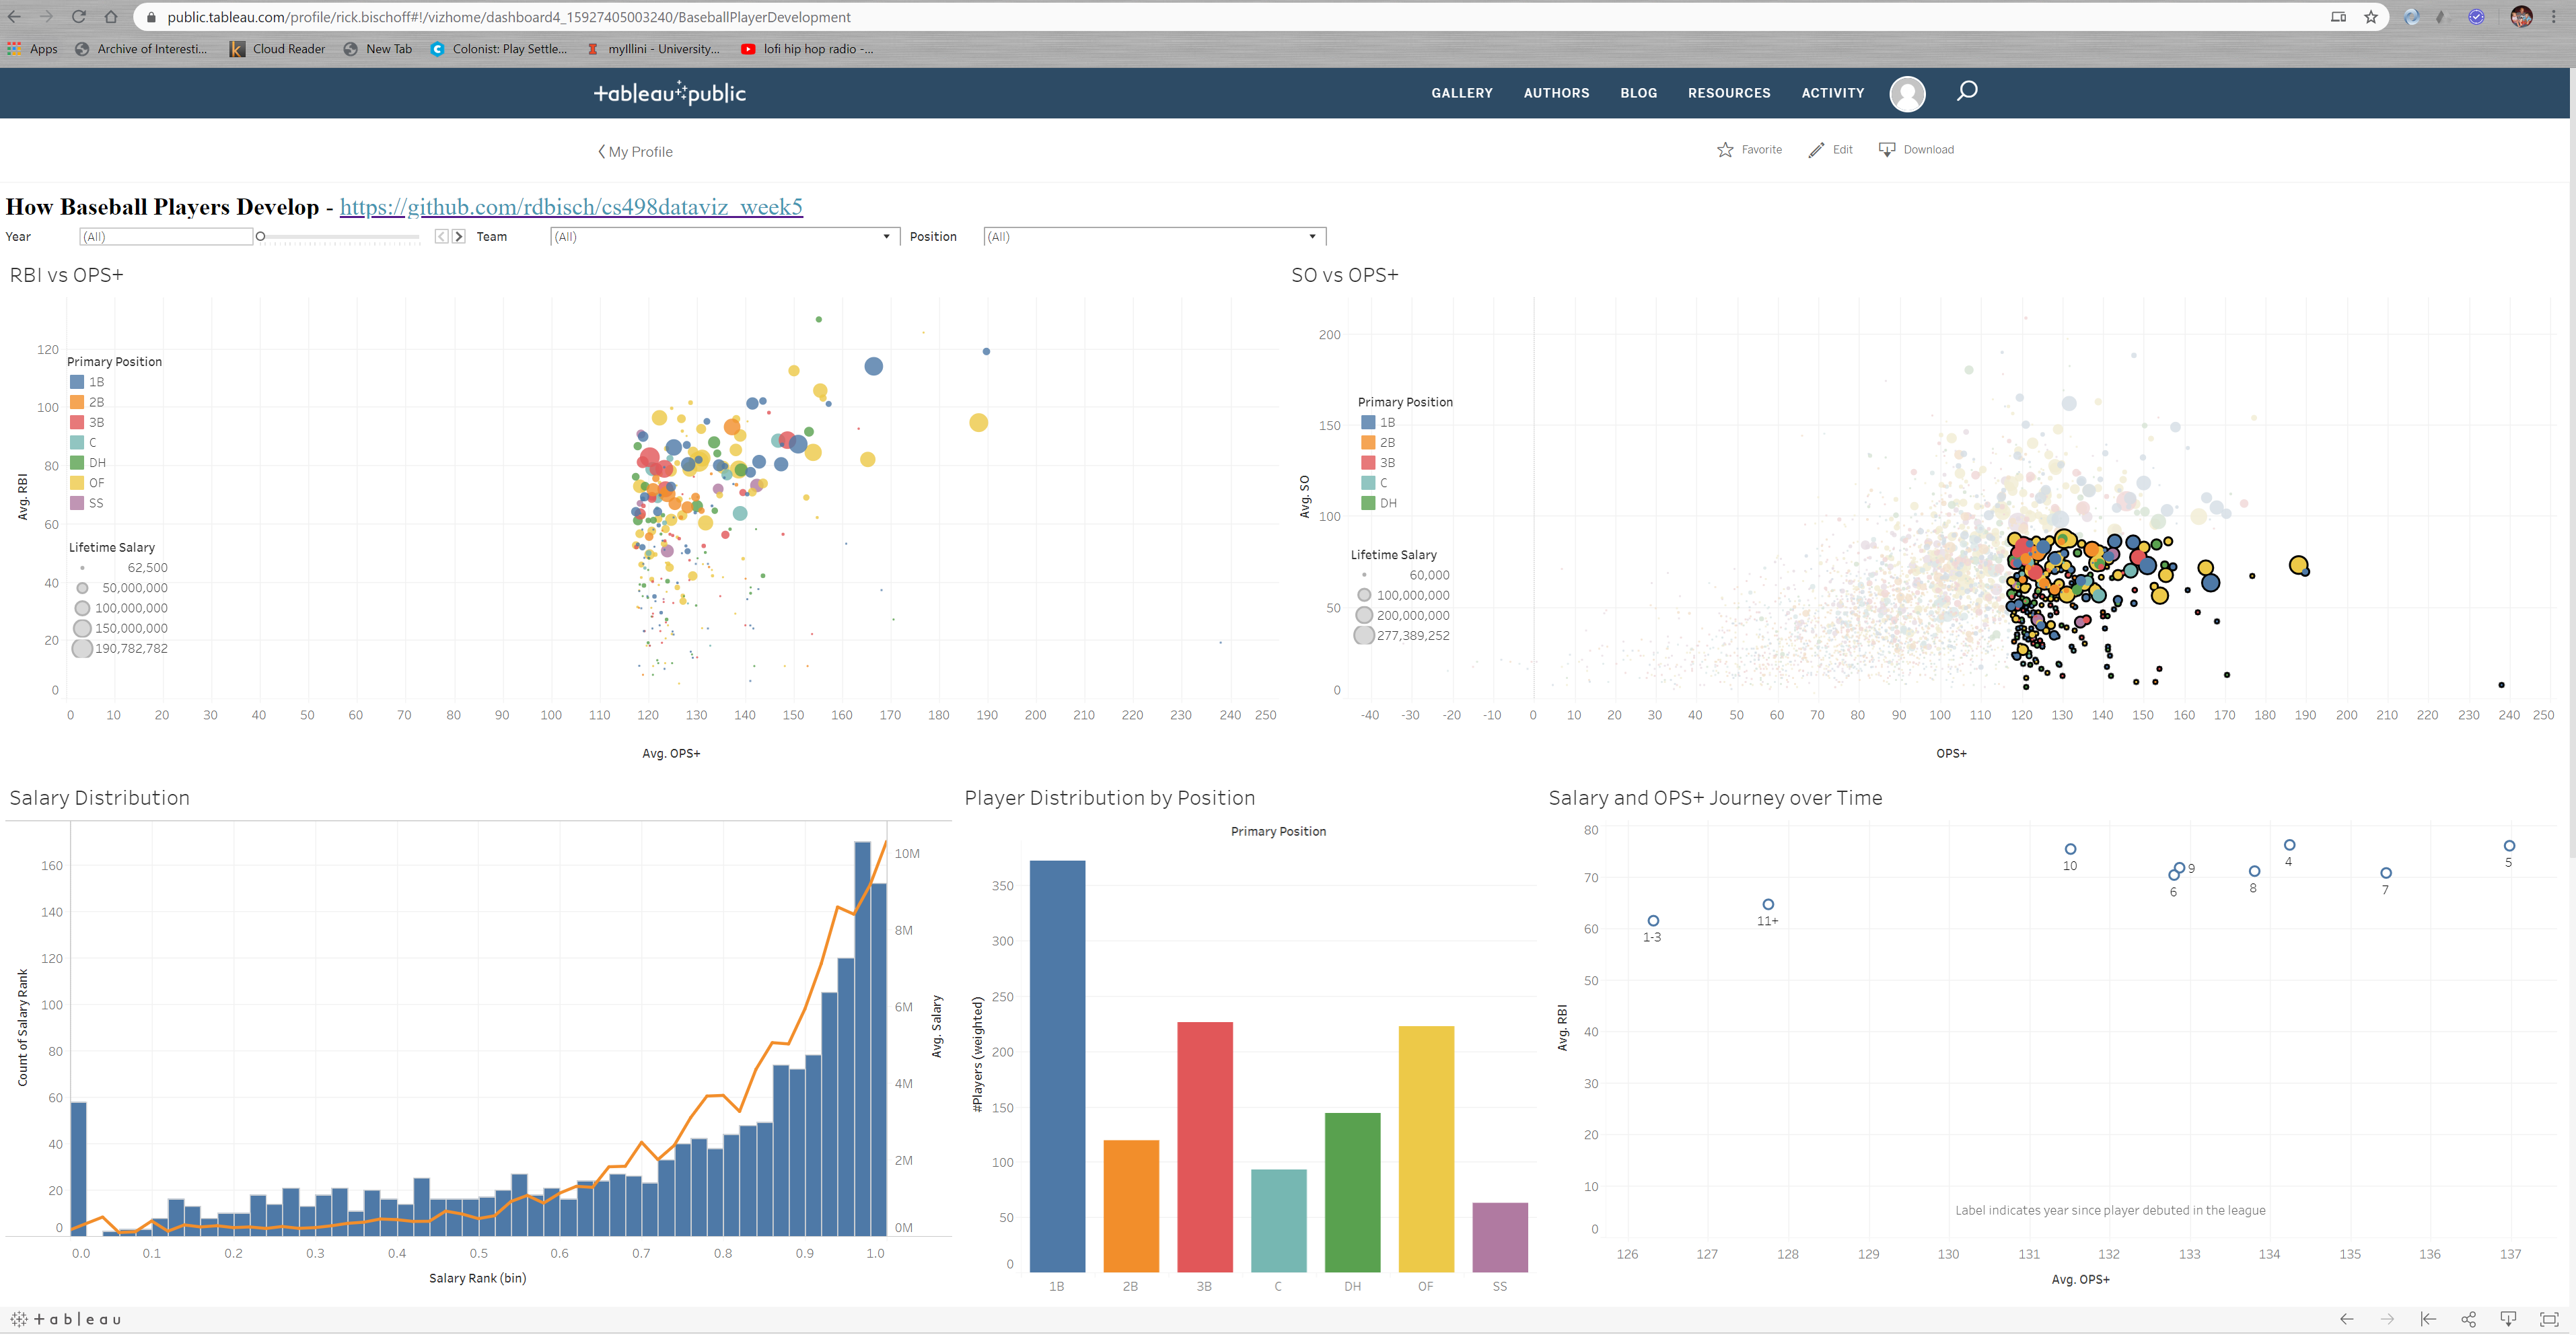 public.tableau.com/profile/rick.bischoff#!/vizhome/dashboard4_15927405003240/BaseballPlayerDevelopment
Apps Archive of Interesti... Cloud Reader New Tab Colonist: Play Settle... myIllini - University... lofi hip hop radio -...
+ableau public GALLERY AUTHORS BLOG RESOURCES ACTIVITY
My Profile Favorite Edit Download
How Baseball Players Develop - https://github.com/rdbisch/cs498dataviz_week5
Year (All) Team (All) Position (All)
RBI vs OPS+
Avg. RBI
120
100
80
60
40
20
0
Primary Position
1B
2B
3B
C
DH
OF
SS
Lifetime Salary
62,500
50,000,000
100,000,000
150,000,000
190,782,782
0 10 20 30 40 50 60 70 80 90 100 110 120 130 140 150 160 170 180 190 200 210 220 230 240 250
Avg. OPS+
SO vs OPS+
Avg. SO
200
150
100
50
0
Primary Position
1B
2B
3B
C
DH
Lifetime Salary
60,000
100,000,000
200,000,000
277,389,252
-40 -30 -20 -10 0 10 20 30 40 50 60 70 80 90 100 110 120 130 140 150 160 170 180 190 200 210 220 230 240 250
OPS+
Salary Distribution
Count of Salary Rank
160
140
120
100
80
60
40
20
0
10M
8M
6M
4M
2M
0M
Avg. Salary
0.0 0.1 0.2 0.3 0.4 0.5 0.6 0.7 0.8 0.9 1.0
Salary Rank (bin)
Player Distribution by Position
Primary Position
#Players (weighted)
350
300
250
200
150
100
50
0
1B 2B 3B C DH OF SS
Salary and OPS+ Journey over Time
Avg. RBI
80
70
60
50
40
30
20
10
0
1-3 11+ 10 6 9 8 4 7 5
Label indicates year since player debuted in the league
126 127 128 129 130 131 132 133 134 135 136 137
Avg. OPS+
+ a b l e a u